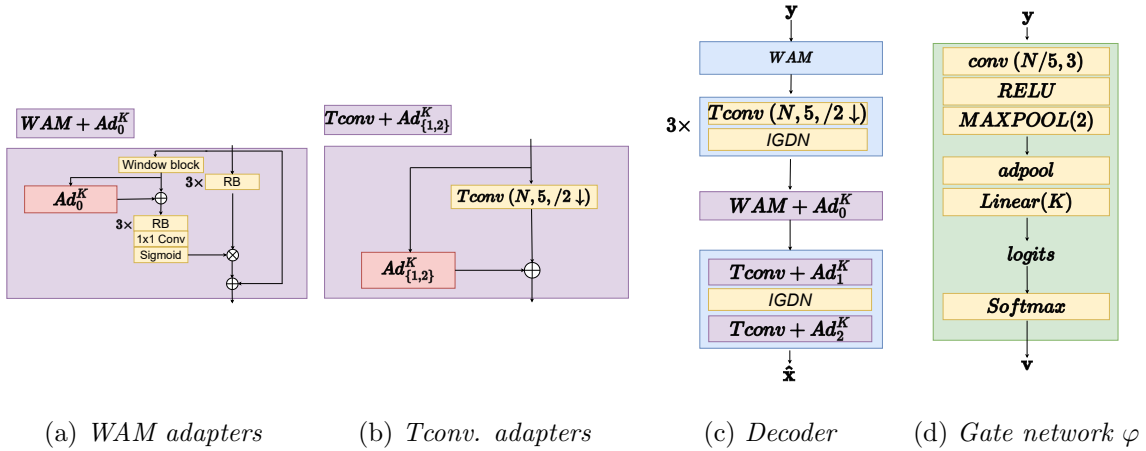 WAM + Ad_0^K
Window block
3× RB
Ad_0^K
⊕
3× RB
1x1 Conv
Sigmoid
⊗
⊕
(a) WAM adapters
Tconv + Ad_{1,2}^K
Tconv (N, 5, /2 ↓)
Ad_{1,2}^K
⊕
(b) Tconv. adapters
y
WAM
3×
Tconv (N, 5, /2 ↓)
IGDN
WAM + Ad_0^K
Tconv + Ad_1^K
IGDN
Tconv + Ad_2^K
x̂
(c) Decoder
y
conv (N/5, 3)
RELU
MAXPOOL(2)
adpool
Linear(K)
logits
Softmax
v
(d) Gate network φ